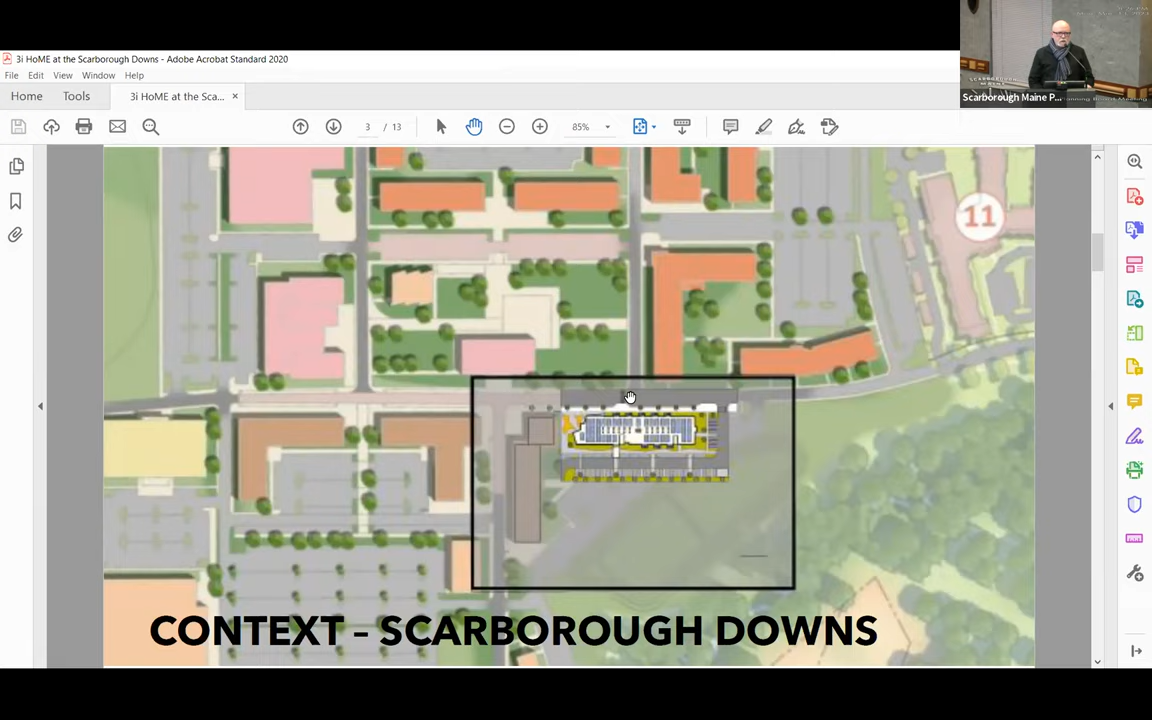 3i HoME at the Scarborough Downs - Adobe Acrobat Standard 2020
File Edit View Window Help
Home Tools 3i HoME at the Sca... ×
3 / 13 85%
11
CONTEXT – SCARBOROUGH DOWNS
Scarborough Maine P...